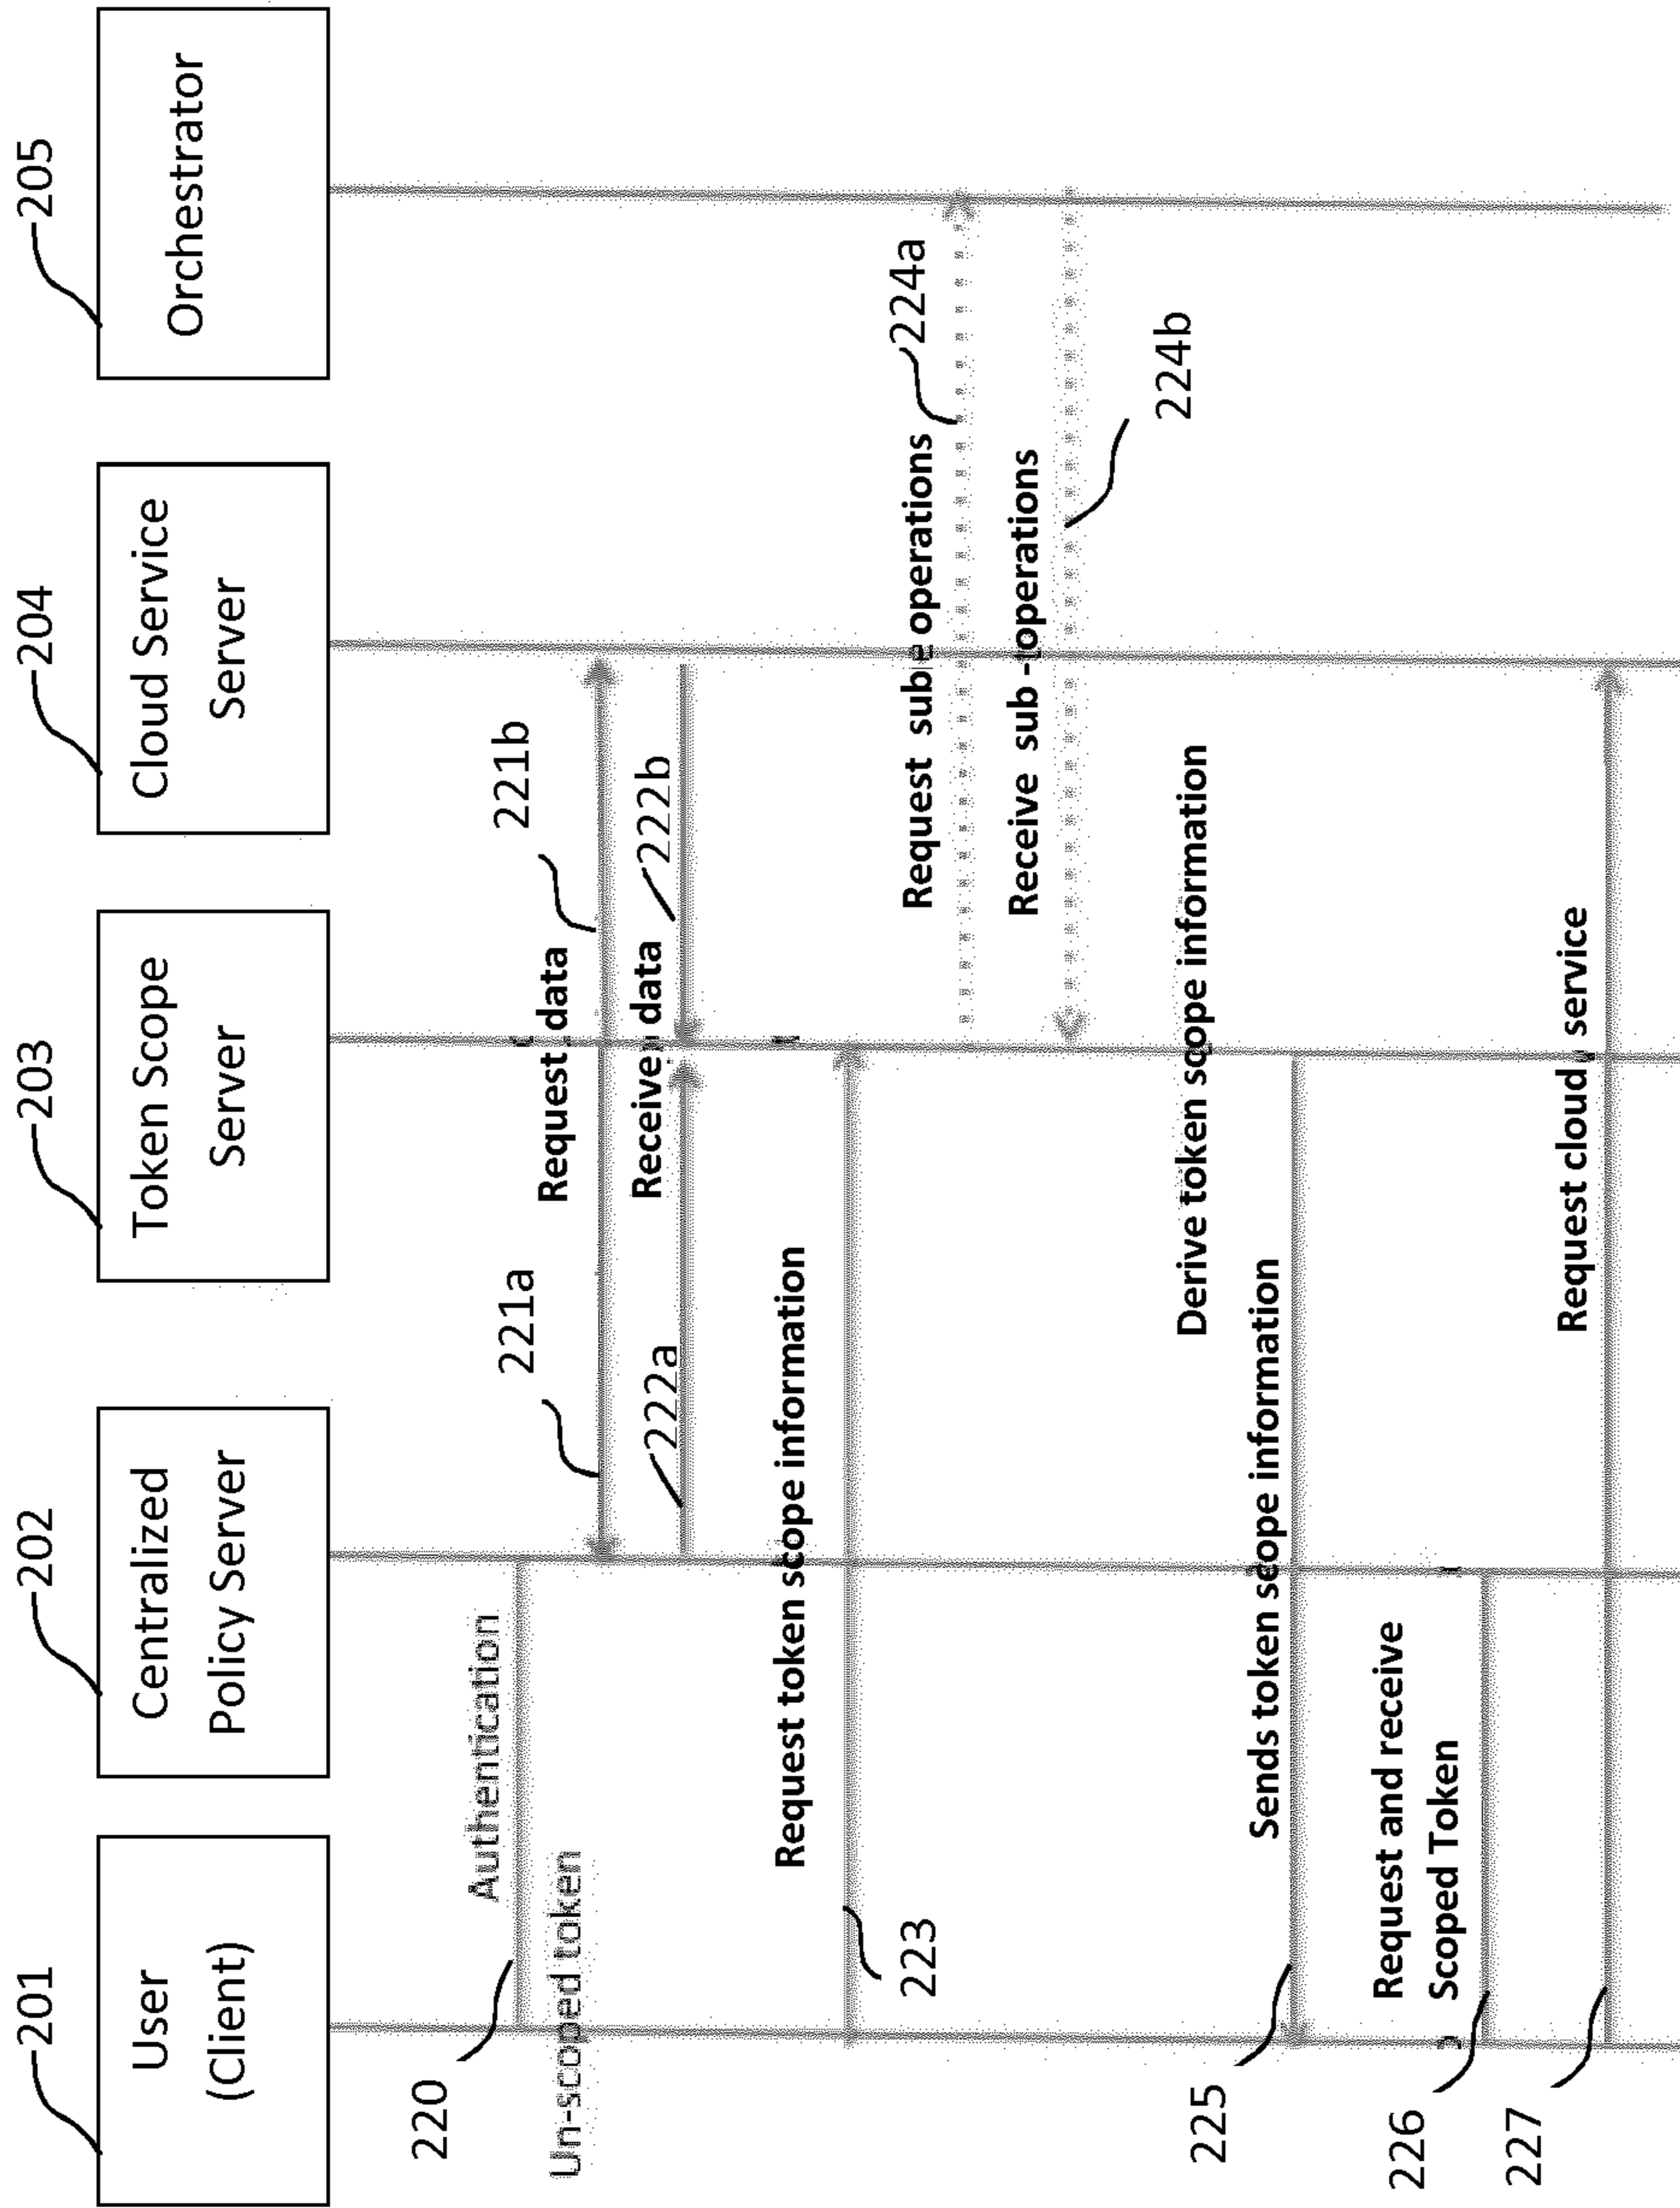 201
202
203
204
205
User
(Client)
Centralized
Policy Server
Token Scope
Server
Cloud Service
Server
Orchestrator
220
Authentication
Un-scoped token
221a
Request data
221b
222a
Receive data
222b
Request token scope information
223
Request sube operations
224a
Receive sub -toperations
224b
Derive token scope information
Sends token scope information
225
Request and receive
Scoped Token
226
Request cloud service
227